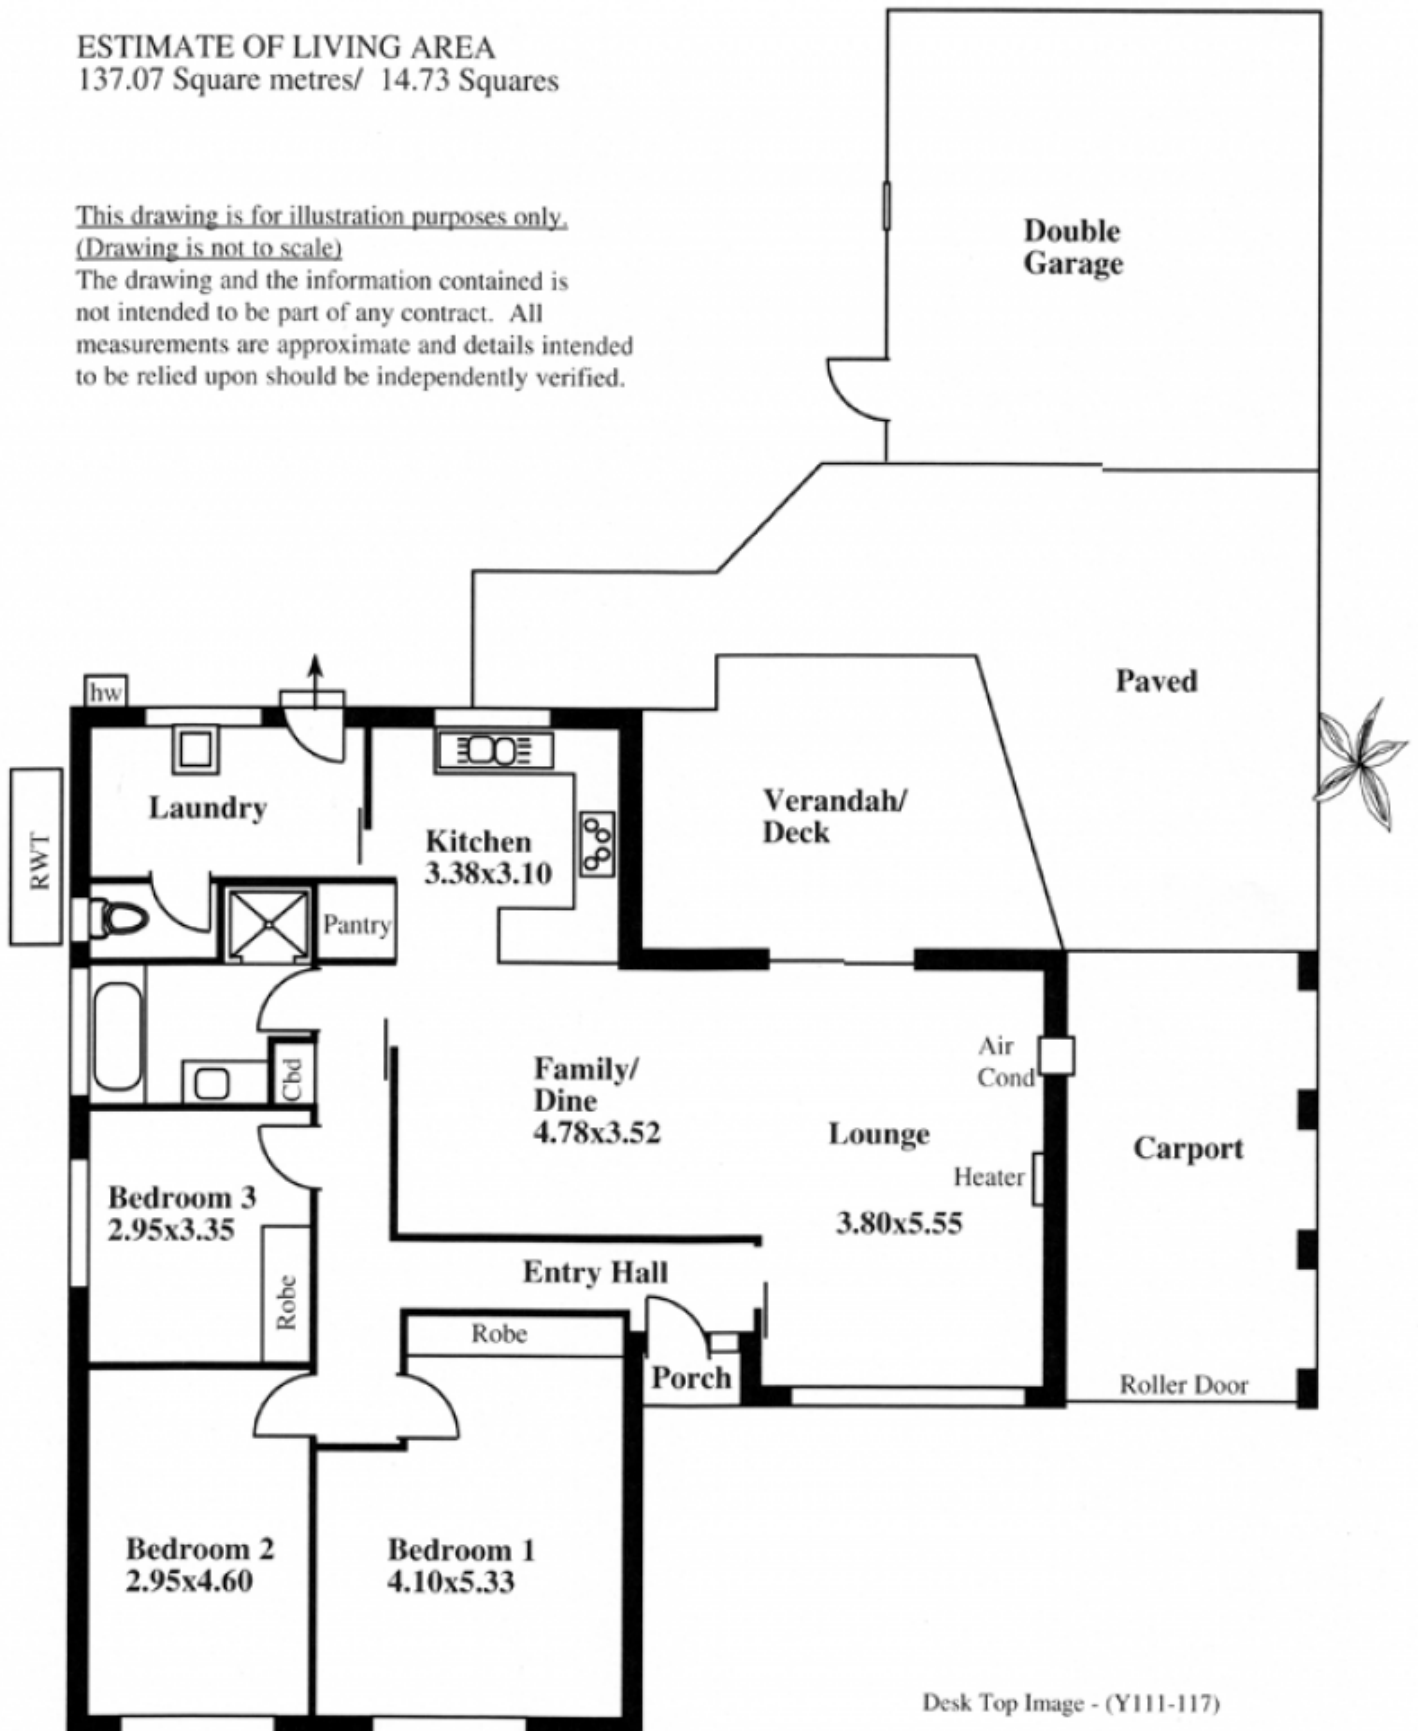 ESTIMATE OF LIVING AREA
137.07 Square metres/ 14.73 Squares
This drawing is for illustration purposes only.
(Drawing is not to scale)
The drawing and the information contained is
not intended to be part of any contract. All
measurements are approximate and details intended
to be relied upon should be independently verified.
Double
Garage
Paved
hw
Laundry
RWT
Kitchen
3.38x3.10
Verandah/
Deck
Pantry
Cbd
Family/
Dine
4.78x3.52
Air
Cond
Lounge
Heater
3.80x5.55
Carport
Bedroom 3
2.95x3.35
Robe
Entry Hall
Robe
Porch
Roller Door
Bedroom 2
2.95x4.60
Bedroom 1
4.10x5.33
Desk Top Image - (Y111-117)